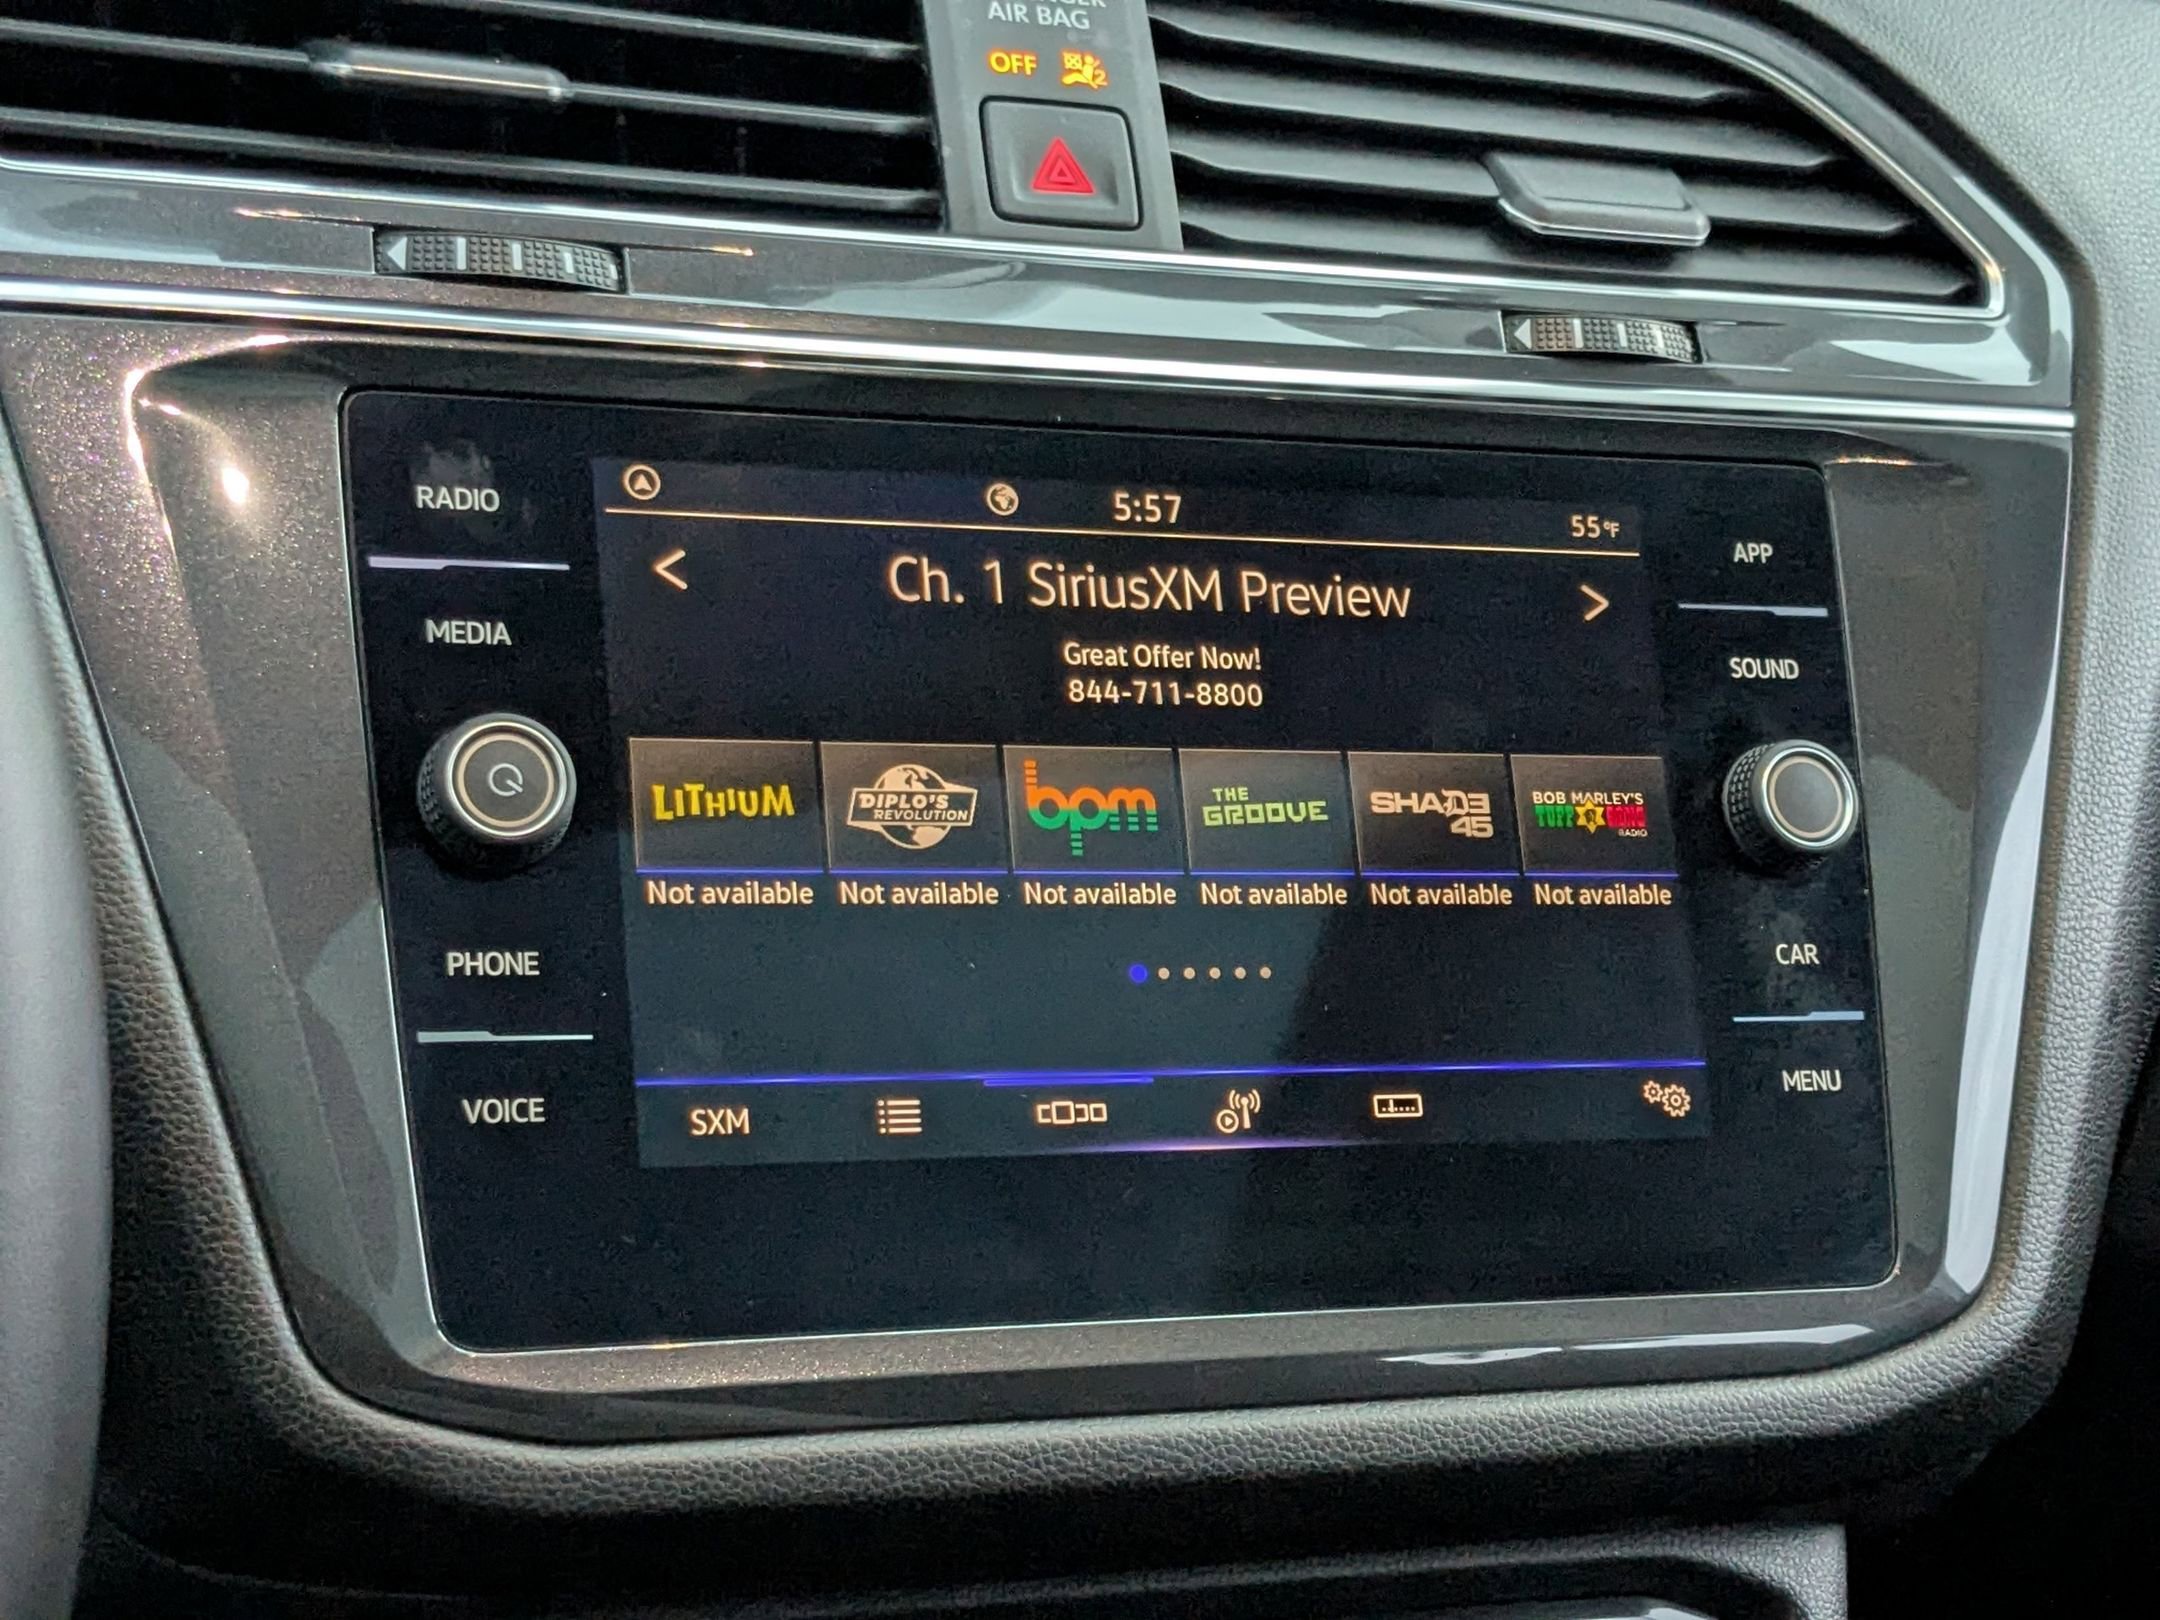 AIR BAG
OFF
RADIO
MEDIA
PHONE
VOICE
5:57
55°F
< Ch. 1 SiriusXM Preview >
Great Offer Now!
844-711-8800
LiTHiUM
DIPLO'S
REVOLUTION
bpm
THE
GROOVE
SHADE
45
BOB MARLEY'S
TUFF GONG
RADIO
Not available Not available Not available Not available Not available Not available
SXM
APP
SOUND
CAR
MENU